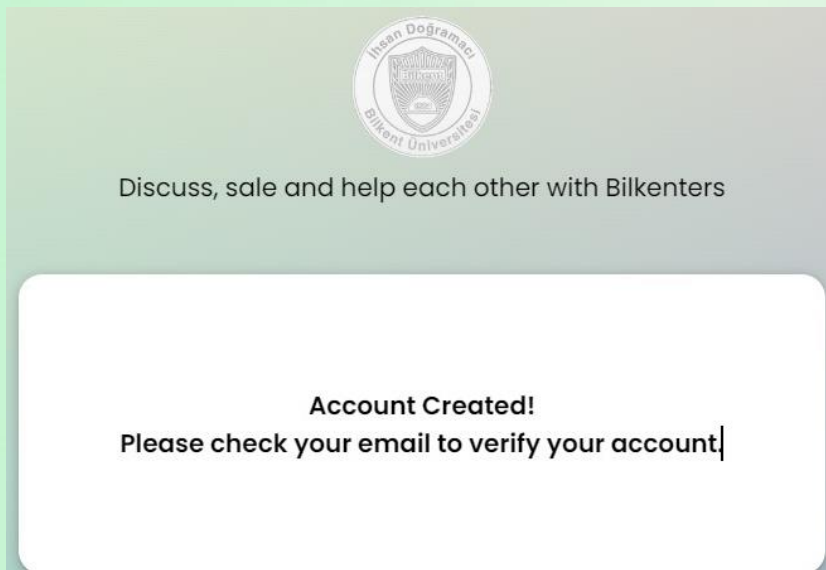 İhsan Doğramacı
Bilkent
Bilkent Üniversitesi
Discuss, sale and help each other with Bilkenters
Account Created!
Please check your email to verify your account.